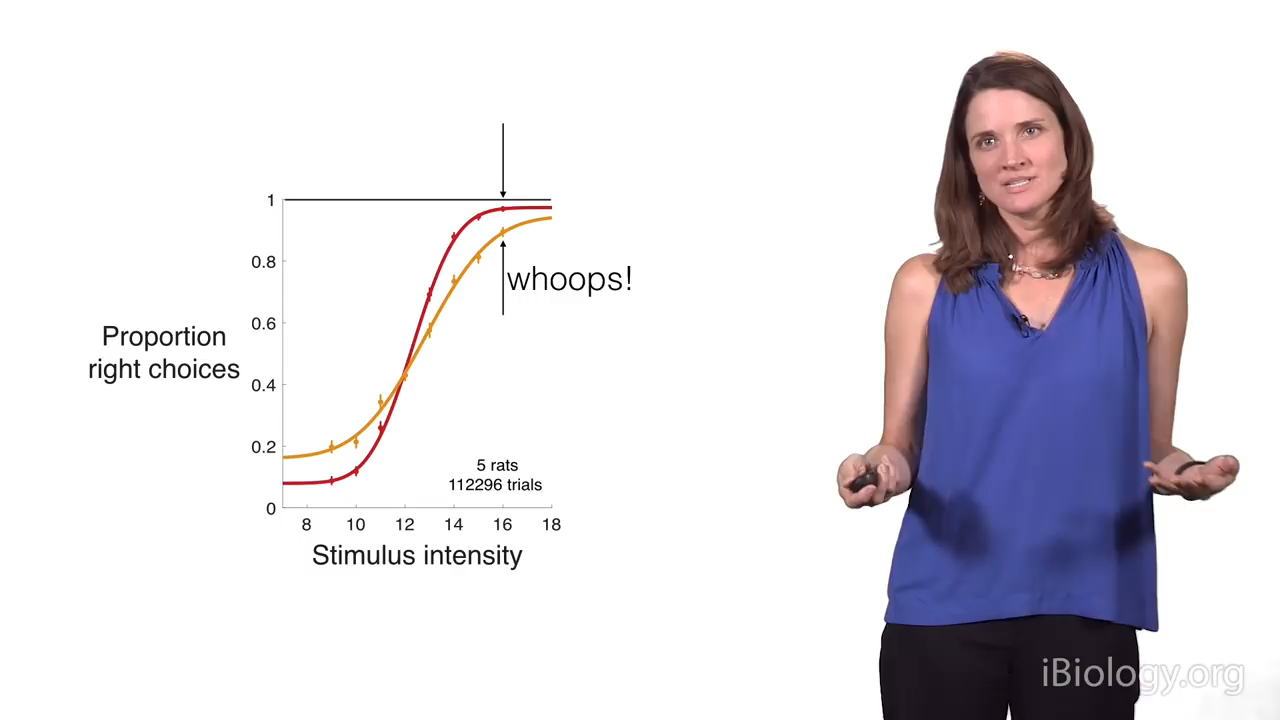 1
0.8
0.6
0.4
0.2
0
Proportion
right choices
whoops!
5 rats
112296 trials
8 10 12 14 16 18
Stimulus intensity
iBiology.org